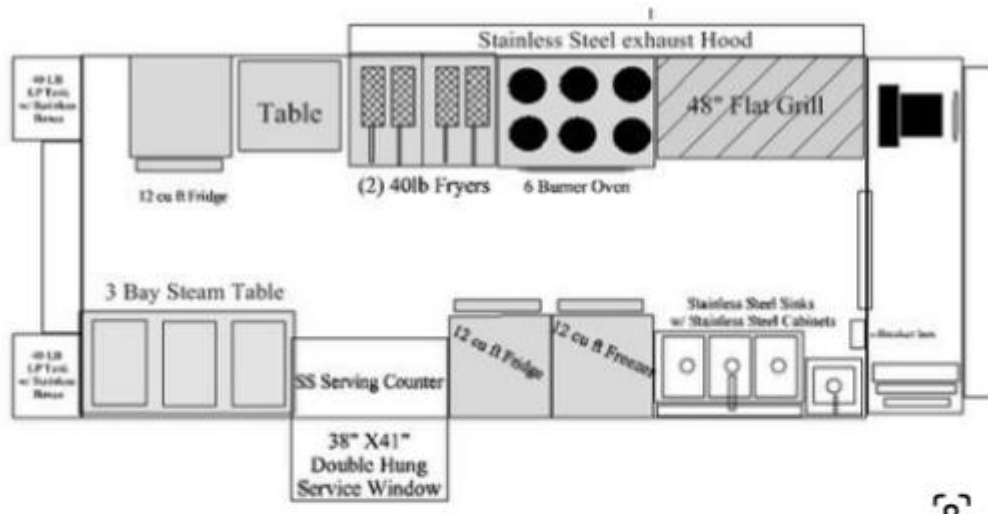 Stainless Steel exhaust Hood
40 LB
LP Tank
w/ Stainless
Boxes
Table
48" Flat Grill
12 cu ft Fridge
(2) 40lb Fryers
6 Burner Oven
3 Bay Steam Table
Stainless Steel Sinks
w/ Stainless Steel Cabinets
12 cu ft Fridge
12 cu ft Freezer
40 LB
LP Tank
w/ Stainless
Boxes
SS Serving Counter
38" X41"
Double Hung
Service Window